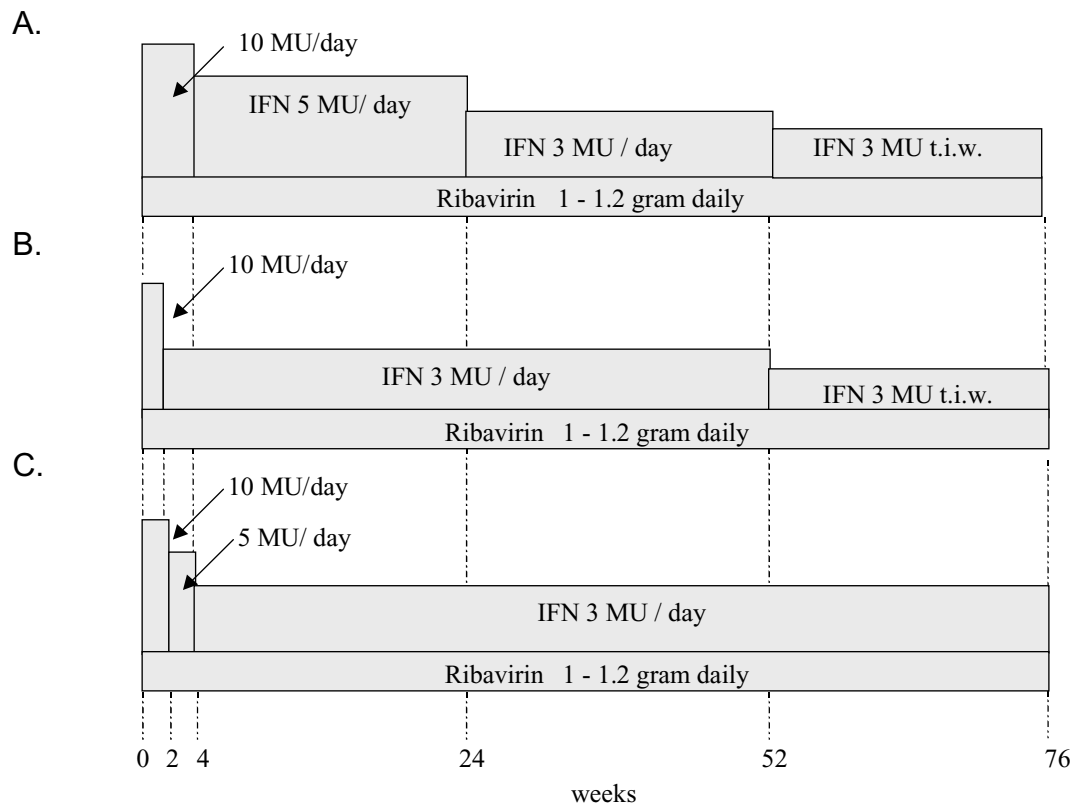 A.
10 MU/day
IFN 5 MU/ day
IFN 3 MU / day
IFN 3 MU t.i.w.
Ribavirin 1 - 1.2 gram daily
B.
10 MU/day
IFN 3 MU / day
IFN 3 MU t.i.w.
Ribavirin 1 - 1.2 gram daily
C.
10 MU/day
5 MU/ day
IFN 3 MU / day
Ribavirin 1 - 1.2 gram daily
0 2 4 24 52 76
weeks